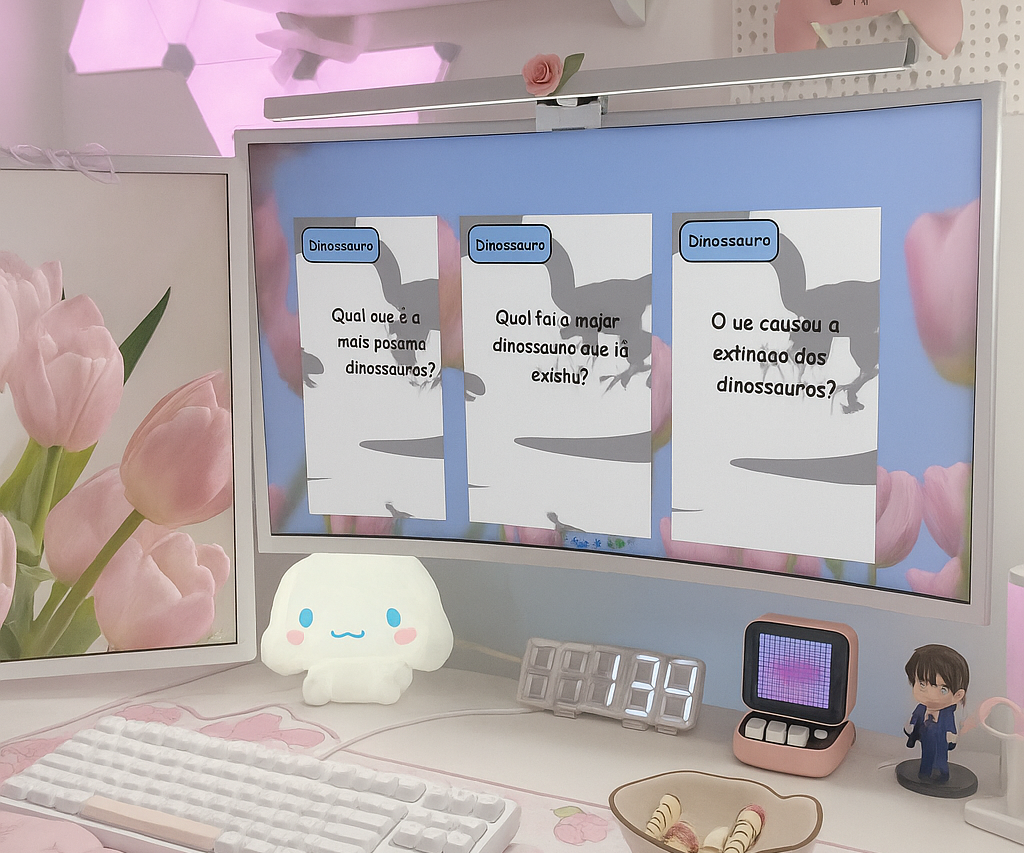 Dinossauro
Qual oue é a
mais posama
dinossauros?
Dinossauro
Quol fai a majar
dinossauno aue iâ
exishu?
Dinossauro
O ue causou a
extinaao dos
dinossauros?
134